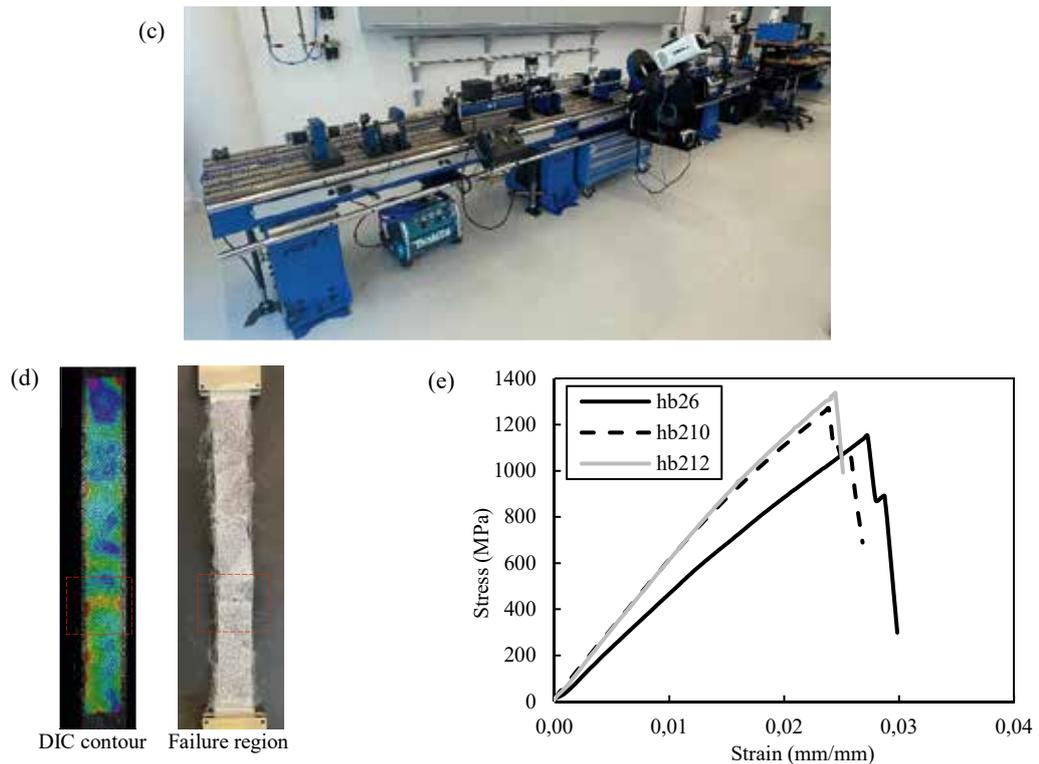 (c)
makita
(d)
DIC contour
Failure region
(e)
Stress (MPa)
1400
1200
1000
800
600
400
200
0
hb26
hb210
hb212
0,00
0,01
0,02
0,03
0,04
Strain (mm/mm)